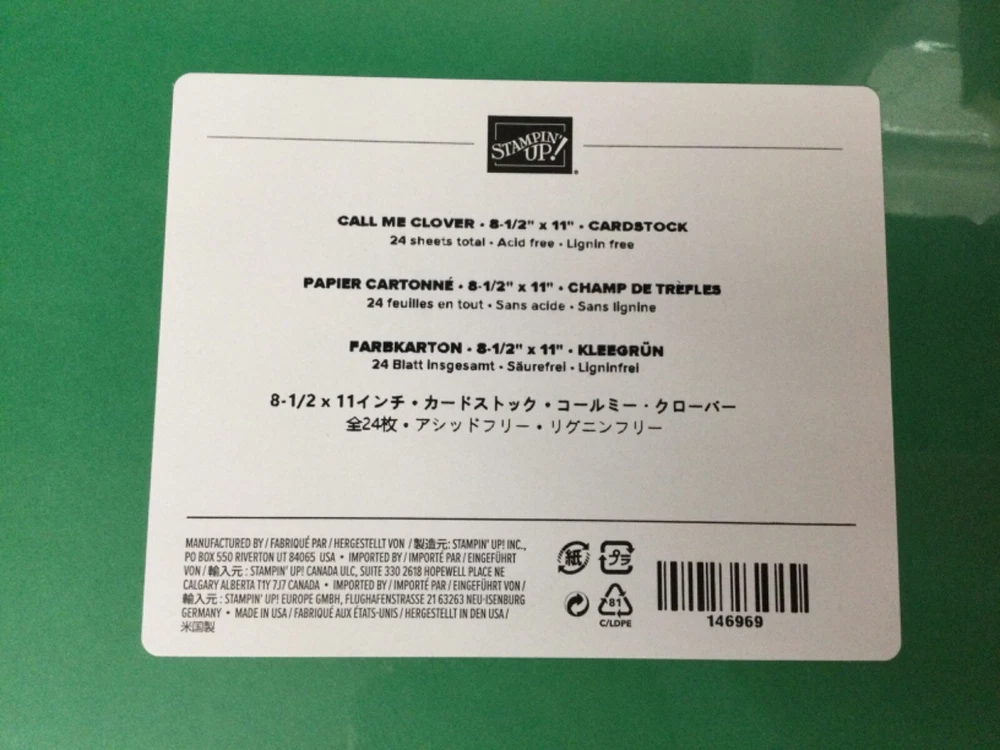 STAMPIN' UP!
CALL ME CLOVER • 8-1/2" x 11" • CARDSTOCK
24 sheets total • Acid free • Lignin free
PAPIER CARTONNÉ • 8-1/2" x 11" • CHAMP DE TRÈFLES
24 feuilles en tout • Sans acide • Sans lignine
FARBKARTON • 8-1/2" x 11" • KLEEGRÜN
24 Blatt insgesamt • Säurefrei • Ligninfrei
8-1/2 x 11インチ・カードストック・コールミー・クローバー
全24枚・アシッドフリー・リグニンフリー
MANUFACTURED BY / FABRIQUÉ PAR / HERGESTELLT VON / 製造元: STAMPIN' UP! INC.,
PO BOX 550 RIVERTON UT 84065 USA • IMPORTED BY / IMPORTÉ PAR / EINGEFÜHRT
VON / 輸入元 : STAMPIN' UP! CANADA ULC, SUITE 330 2618 HOPEWELL PLACE NE
CALGARY ALBERTA T1Y 7J7 CANADA • IMPORTED BY / IMPORTÉ PAR / EINGEFÜHRT VON /
輸入元 : STAMPIN' UP! EUROPE GMBH, FLUGHAFENSTRASSE 21 63263 NEU-ISENBURG
GERMANY • MADE IN USA / FABRIQUÉ AUX ÉTATS-UNIS / HERGESTELLT IN DEN USA /
米国製
紙 プラ
81
C/LDPE
146969